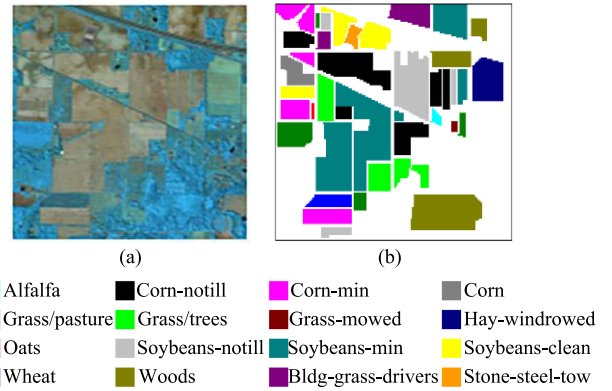 (a) (b)
Alfalfa Corn-notill Corn-min Corn
Grass/pasture Grass/trees Grass-mowed Hay-windrowed
Oats Soybeans-notill Soybeans-min Soybeans-clean
Wheat Woods Bldg-grass-drivers Stone-steel-tow